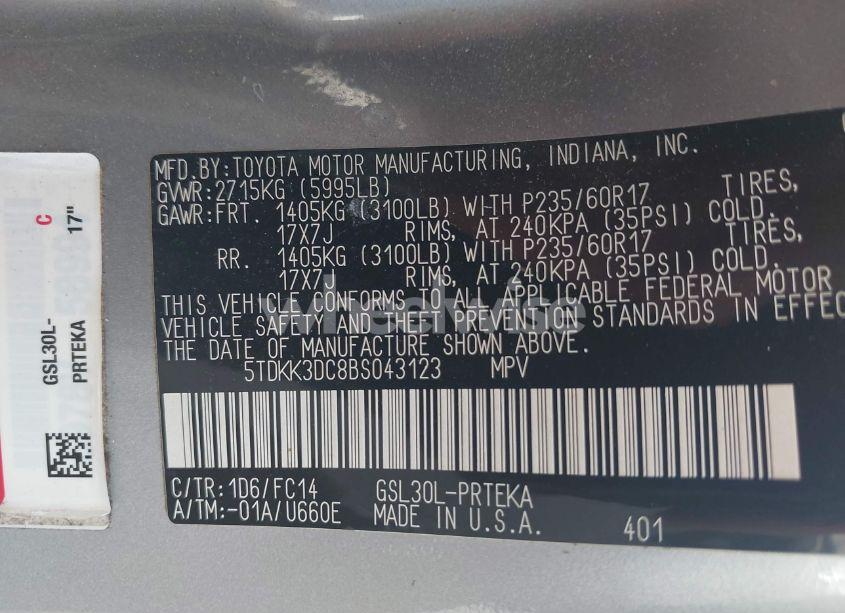 MFD.BY:TOYOTA MOTOR MANUFACTURING, INDIANA, INC.
GVWR:2715KG (5995LB)
GAWR:FRT. 1405KG (3100LB) WITH P235/60R17 TIRES,
17X7J RIMS, AT 240KPA (35PSI) COLD.
RR. 1405KG (3100LB) WITH P235/60R17 TIRES,
17X7J RIMS, AT 240KPA (35PSI) COLD.
THIS VEHICLE CONFORMS TO ALL APPLICABLE FEDERAL MOTOR
VEHICLE SAFETY AND THEFT PREVENTION STANDARDS IN EFFEC
THE DATE OF MANUFACTURE SHOWN ABOVE.
5TDKK3DC8BS043123 MPV
C/TR:1D6/FC14 GSL30L-PRTEKA
A/TM:-01A/U660E MADE IN U.S.A. 401
GSL30L- C
PRTEKA 17"
wheelwise